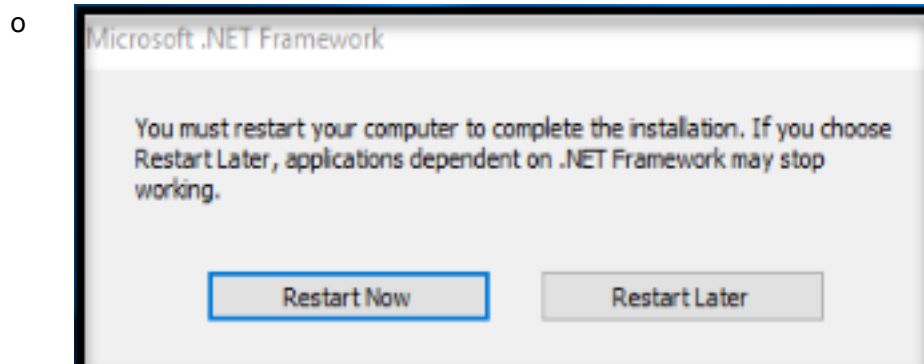 o
Microsoft .NET Framework
You must restart your computer to complete the installation. If you choose
Restart Later, applications dependent on .NET Framework may stop
working.
Restart Now
Restart Later